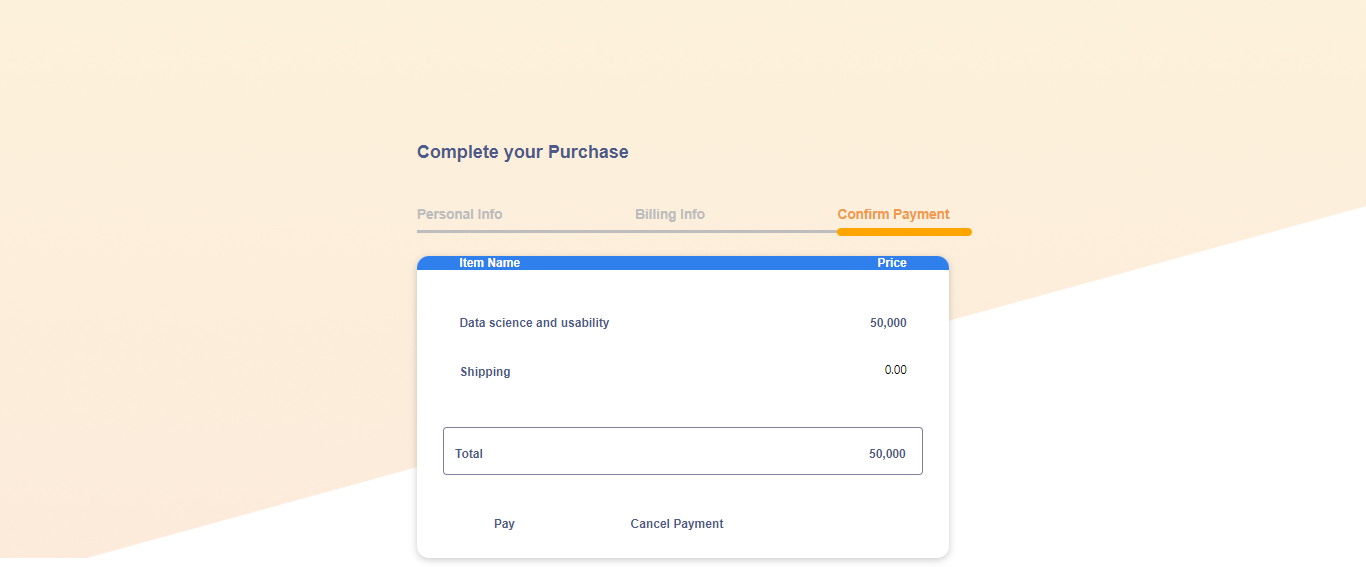 Complete your Purchase
Personal Info Billing Info Confirm Payment
Item Name Price
Data science and usability 50,000
Shipping 0.00
Total 50,000
Pay Cancel Payment